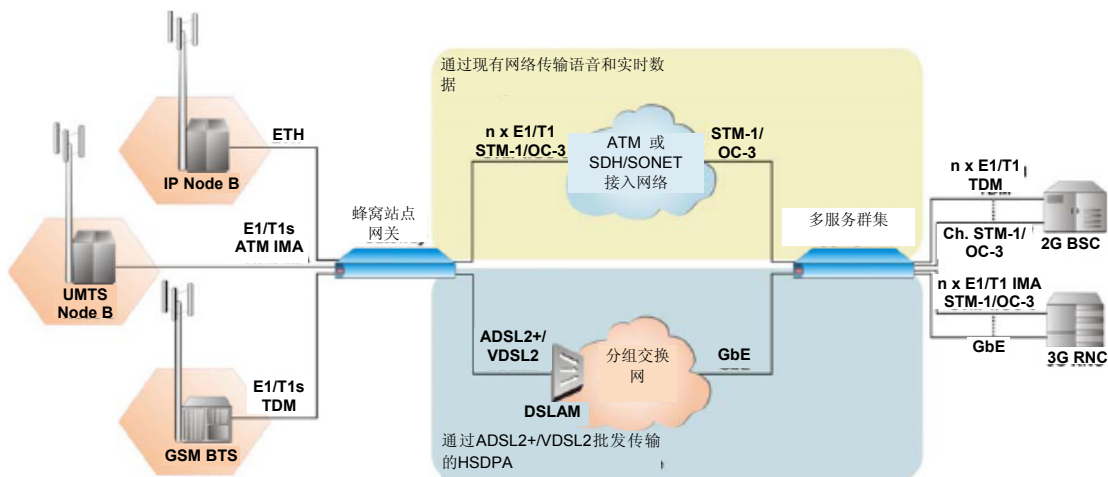 通过现有网络传输语音和实时数
据
ETH
IP Node B
n x E1/T1
STM-1/OC-3
ATM 或
SDH/SONET
接入网络
STM-1/
OC-3
n x E1/T1
TDM
2G BSC
Ch. STM-1/
OC-3
蜂窝站点
网关
多服务群集
E1/T1s
ATM IMA
UMTS
Node B
n x E1/T1 IMA
STM-1/OC-3
GbE
3G RNC
ADSL2+/
VDSL2
分组交换
网
GbE
DSLAM
E1/T1s
TDM
GSM BTS
通过ADSL2+/VDSL2批发传输
的HSDPA